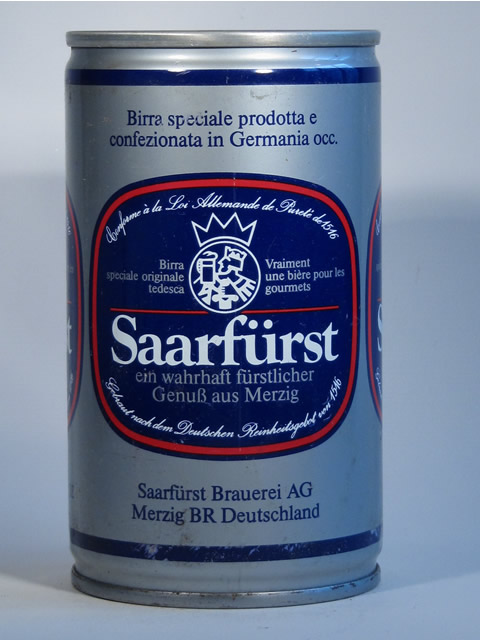 Birra speciale prodotta e
confezionata in Germania occ.
Conforme à la Loi Allemande de Pureté de 1516
Birra
speciale originale
tedesca
Vraiment
une bière pour les
gourmets
Saarfürst
ein wahrhaft fürstlicher
Genuß aus Merzig
Gebraut nach dem Deutschen Reinheitsgebot von 1516
Saarfürst Brauerei AG
Merzig BR Deutschland